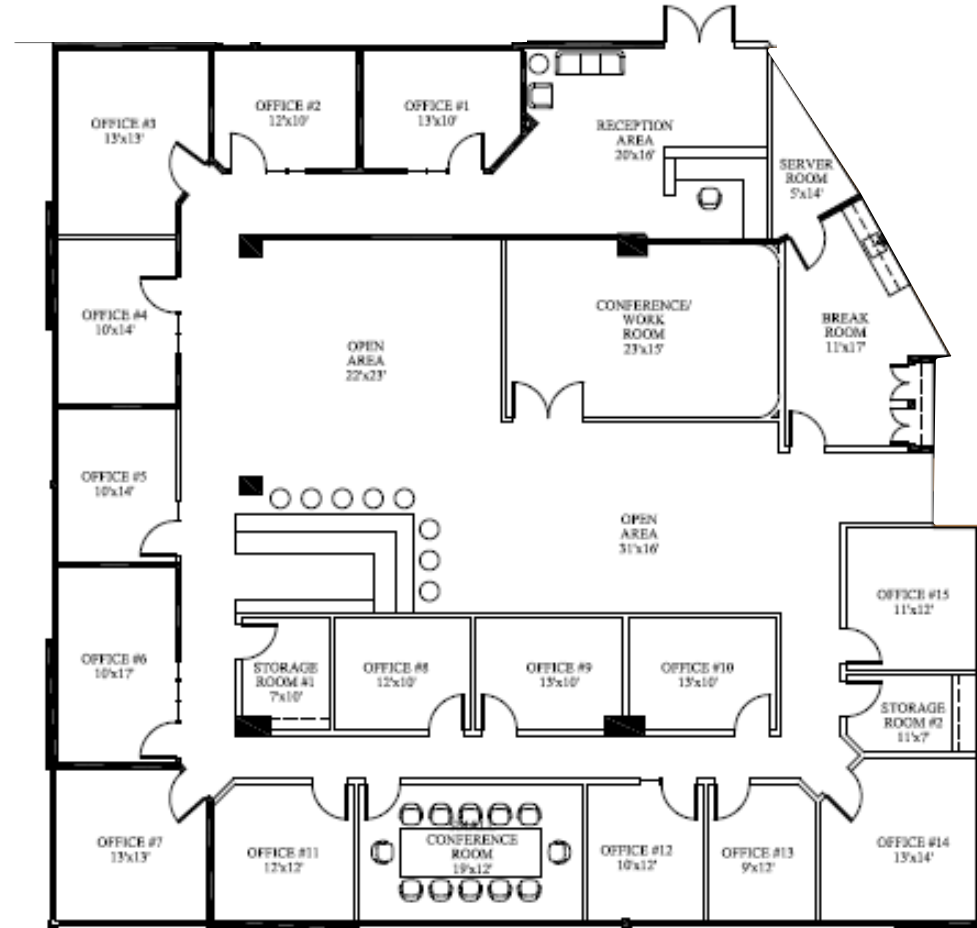 OFFICE #3
13'x13'
OFFICE #2
12'x10'
OFFICE #1
13'x10'
RECEPTION
AREA
20'x16'
SERVER
ROOM
5'x14'
OFFICE #4
10'x14'
OPEN
AREA
22'x23'
CONFERENCE/
WORK
ROOM
23'x15'
BREAK
ROOM
11'x17'
OFFICE #5
10'x14'
OPEN
AREA
31'x16'
OFFICE #15
11'x12'
OFFICE #6
10'x17'
STORAGE
ROOM #1
7'x10'
OFFICE #8
12'x10'
OFFICE #9
13'x10'
OFFICE #10
13'x10'
STORAGE
ROOM #2
11'x7'
OFFICE #7
13'x13'
OFFICE #11
12'x12'
CONFERENCE
ROOM
19'x12'
OFFICE #12
10'x12'
OFFICE #13
9'x12'
OFFICE #14
13'x14'